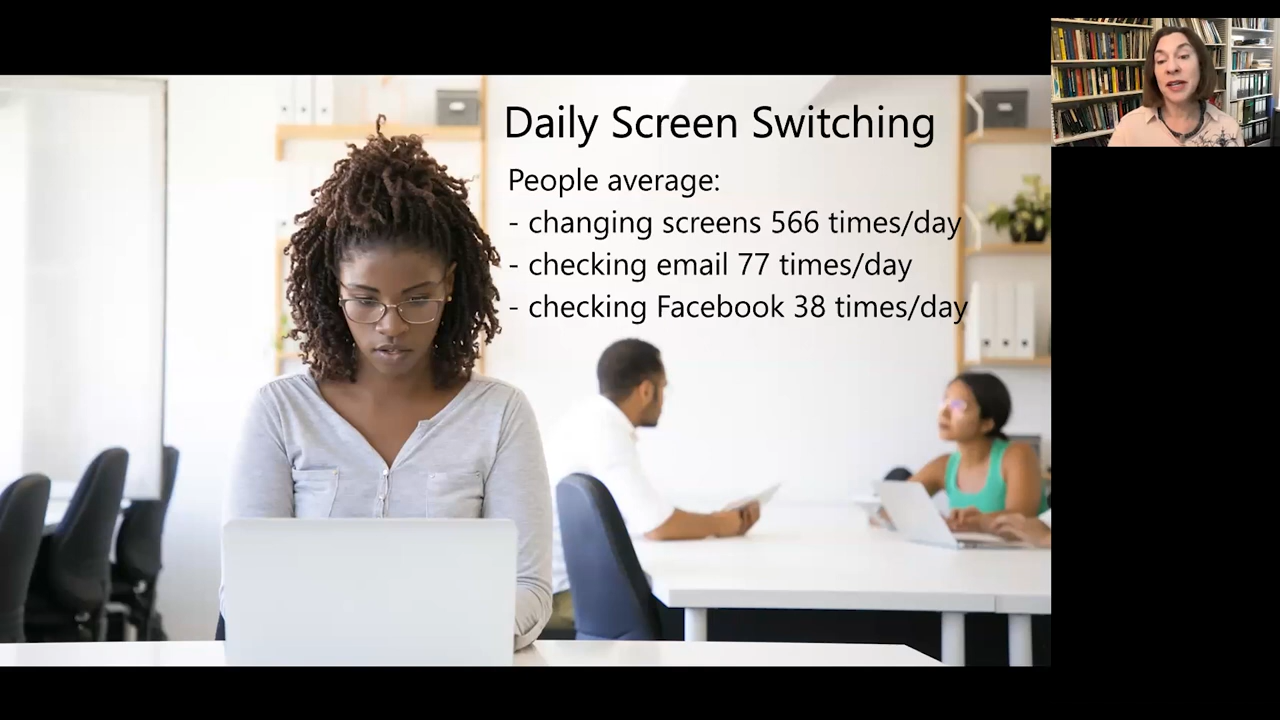 Daily Screen Switching
People average:
- changing screens 566 times/day
- checking email 77 times/day
- checking Facebook 38 times/day